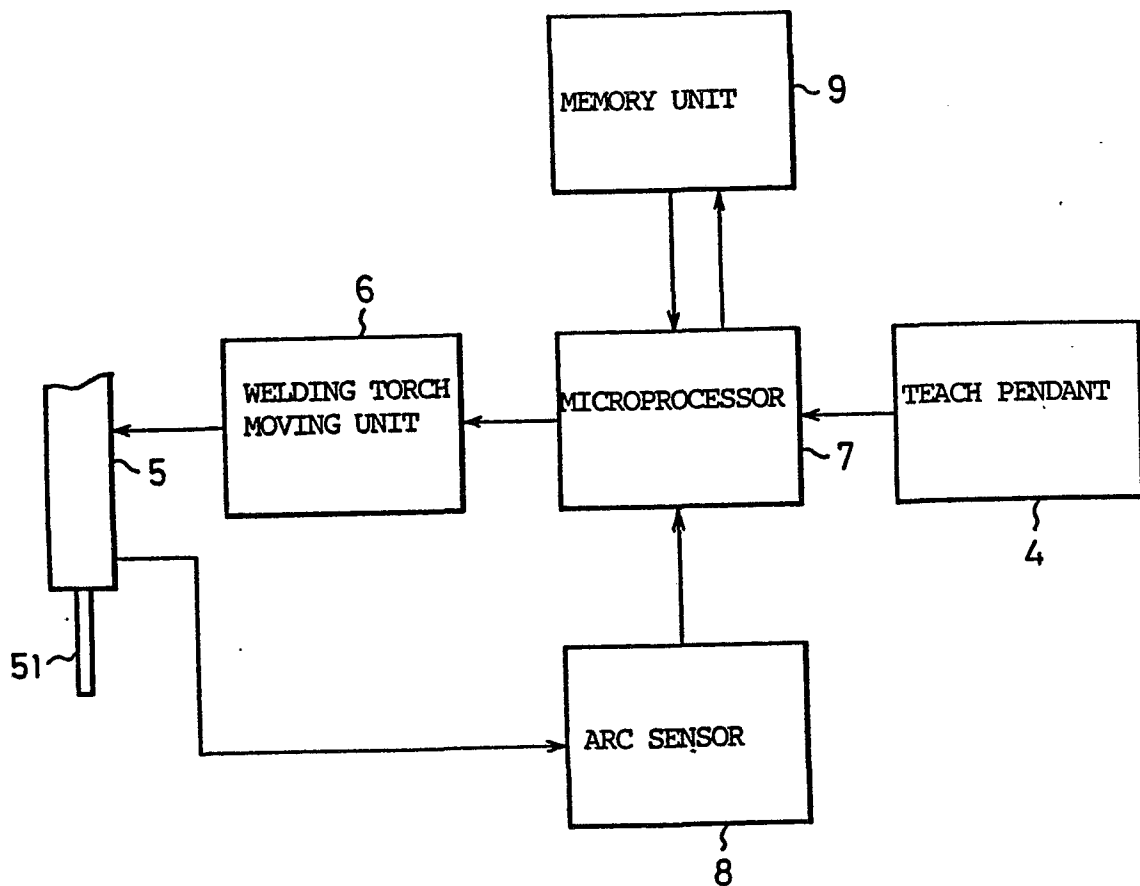 MEMORY UNIT
9
6
WELDING TORCH
MOVING UNIT
MICROPROCESSOR
TEACH PENDANT
5
7
4
51
ARC SENSOR
8